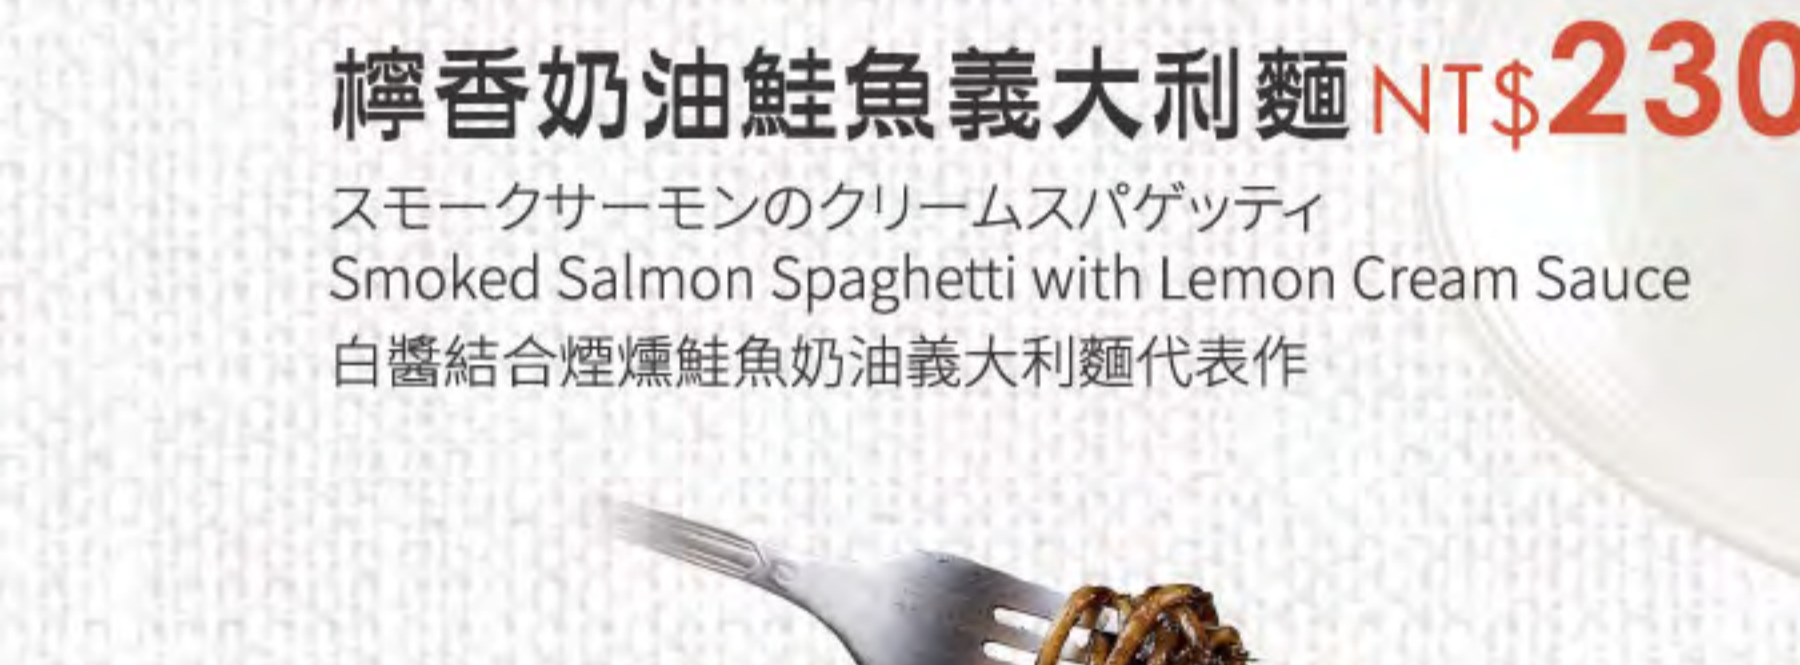 檸香奶油鮭魚義大利麵 NT$230
スモークサーモンのクリームスパゲッティ
Smoked Salmon Spaghetti with Lemon Cream Sauce
白醬結合煙燻鮭魚奶油義大利麵代表作